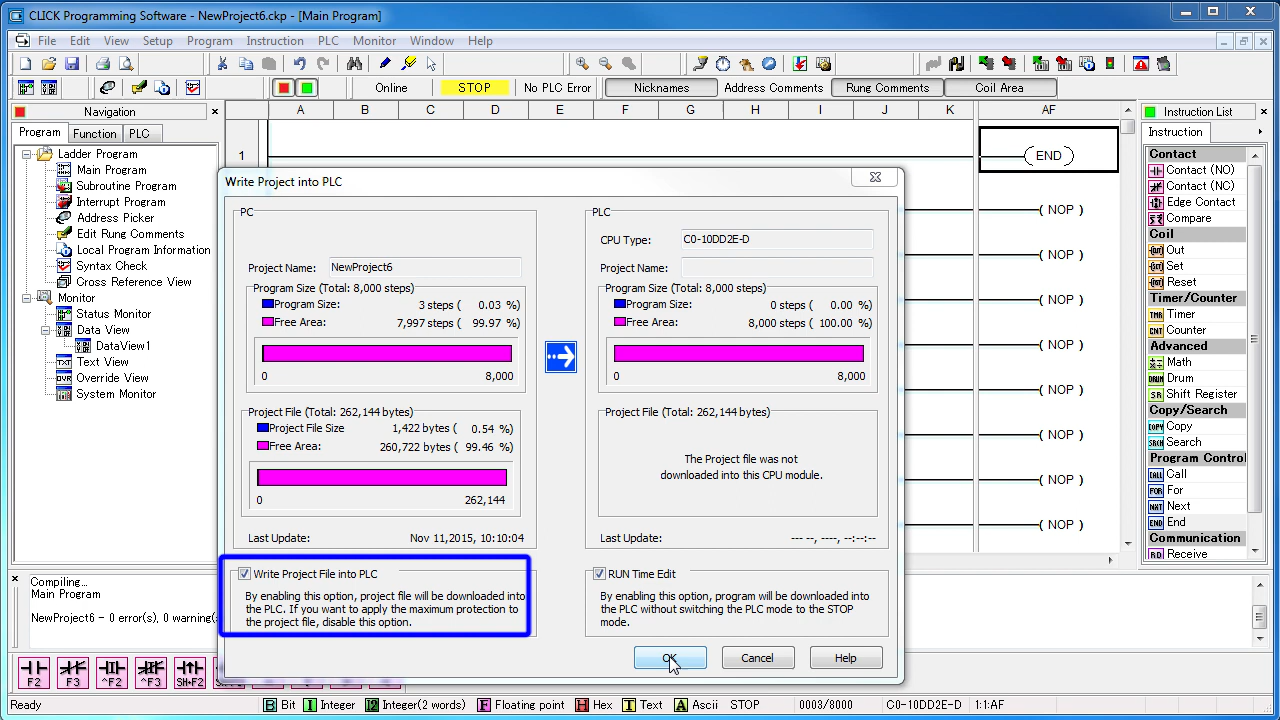 CLICK Programming Software - NewProject6.ckp - [Main Program]
File Edit View Setup Program Instruction PLC Monitor Window Help
Online STOP No PLC Error Nicknames Address Comments Rung Comments Coil Area
Navigation
Program Function PLC
Ladder Program
Main Program
Subroutine Program
Interrupt Program
Address Picker
Edit Rung Comments
Local Program Information
Syntax Check
Cross Reference View
Monitor
Status Monitor
Data View
DataView1
Text View
Override View
System Monitor
A B C D E F G H I J K AF
1
END
( NOP )
( NOP )
( NOP )
( NOP )
( NOP )
( NOP )
( NOP )
( NOP )
Write Project into PLC
PC
Project Name: NewProject6
Program Size (Total: 8,000 steps)
Program Size: 3 steps ( 0.03 %)
Free Area: 7,997 steps ( 99.97 %)
0 8,000
Project File (Total: 262,144 bytes)
Project File Size 1,422 bytes ( 0.54 %)
Free Area: 260,722 bytes ( 99.46 %)
0 262,144
Last Update: Nov 11,2015, 10:10:04
Write Project File into PLC
By enabling this option, project file will be downloaded into
the PLC. If you want to apply the maximum protection to
the project file, disable this option.
PLC
CPU Type: C0-10DD2E-D
Project Name:
Program Size (Total: 8,000 steps)
Program Size: 0 steps ( 0.00 %)
Free Area: 8,000 steps ( 100.00 %)
0 8,000
Project File (Total: 262,144 bytes)
The Project file was not
downloaded into this CPU module.
Last Update: --- --, ----, --:--:--
RUN Time Edit
By enabling this option, program will be downloaded
into the PLC without switching the PLC mode to the STOP
mode.
OK Cancel Help
Instruction List
Instruction
Contact
Contact (NO)
Contact (NC)
Edge Contact
Compare
Coil
Out
Set
Reset
Timer/Counter
Timer
Counter
Advanced
Math
Drum
Shift Register
Copy/Search
Copy
Search
Program Control
Call
For
Next
End
Communication
Receive
Compiling...
Main Program
NewProject6 - 0 error(s), 0 warning(s
F2 F3 ^F2 ^F3 SH+F2
Ready B Bit I Integer I2 Integer(2 words) F Floating point H Hex T Text A Ascii STOP 0003/8000 C0-10DD2E-D 1:1:AF